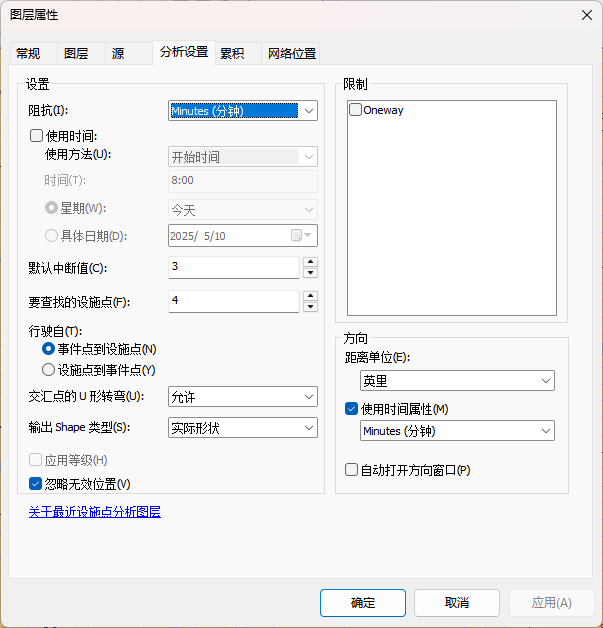 图层属性
常规 图层 源 分析设置 累积 网络位置
设置
阻抗(I): Minutes (分钟)
使用时间:
使用方法(U): 开始时间
时间(T): 8:00
星期(W): 今天
具体日期(D): 2025/ 5/10
默认中断值(C): 3
要查找的设施点(F): 4
行驶自(T):
事件点到设施点(N)
设施点到事件点(Y)
交汇点的 U 形转弯(U): 允许
输出 Shape 类型(S): 实际形状
应用等级(H)
忽略无效位置(V)
关于最近设施点分析图层
限制
Oneway
方向
距离单位(E):
英里
使用时间属性(M)
Minutes (分钟)
自动打开方向窗口(P)
确定 取消 应用(A)